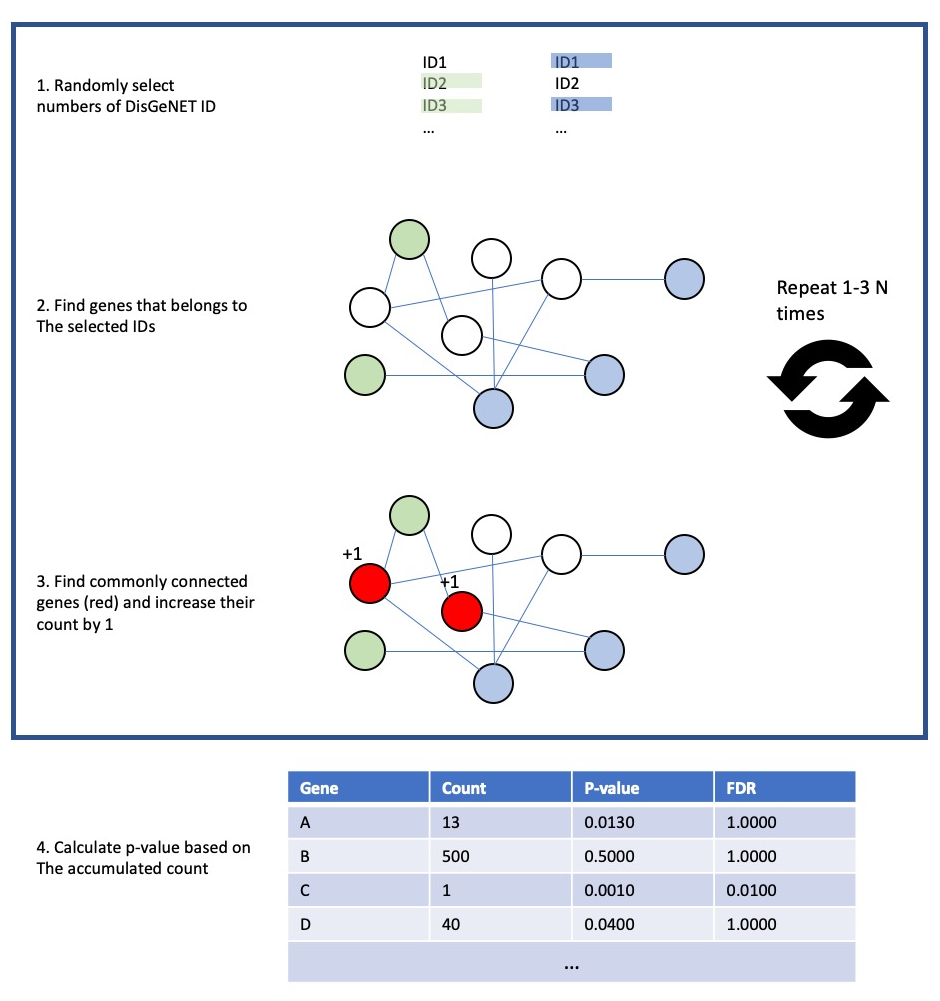 1. Randomly select
numbers of DisGeNET ID
ID1
ID2
ID3
...
ID1
ID2
ID3
...
2. Find genes that belongs to
The selected IDs
Repeat 1-3 N
times
3. Find commonly connected
genes (red) and increase their
count by 1
+1
+1
4. Calculate p-value based on
The accumulated count
Gene Count P-value FDR
A 13 0.0130 1.0000
B 500 0.5000 1.0000
C 1 0.0010 0.0100
D 40 0.0400 1.0000
...